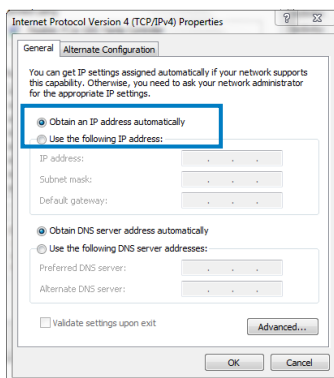 Internet Protocol Version 4 (TCP/IPv4) Properties
General
Alternate Configuration
You can get IP settings assigned automatically if your network supports
this capability. Otherwise, you need to ask your network administrator
for the appropriate IP settings.
Obtain an IP address automatically
Use the following IP address:
IP address:
Subnet mask:
Default gateway:
Obtain DNS server address automatically
Use the following DNS server addresses:
Preferred DNS server:
Alternate DNS server:
Validate settings upon exit
Advanced...
OK
Cancel